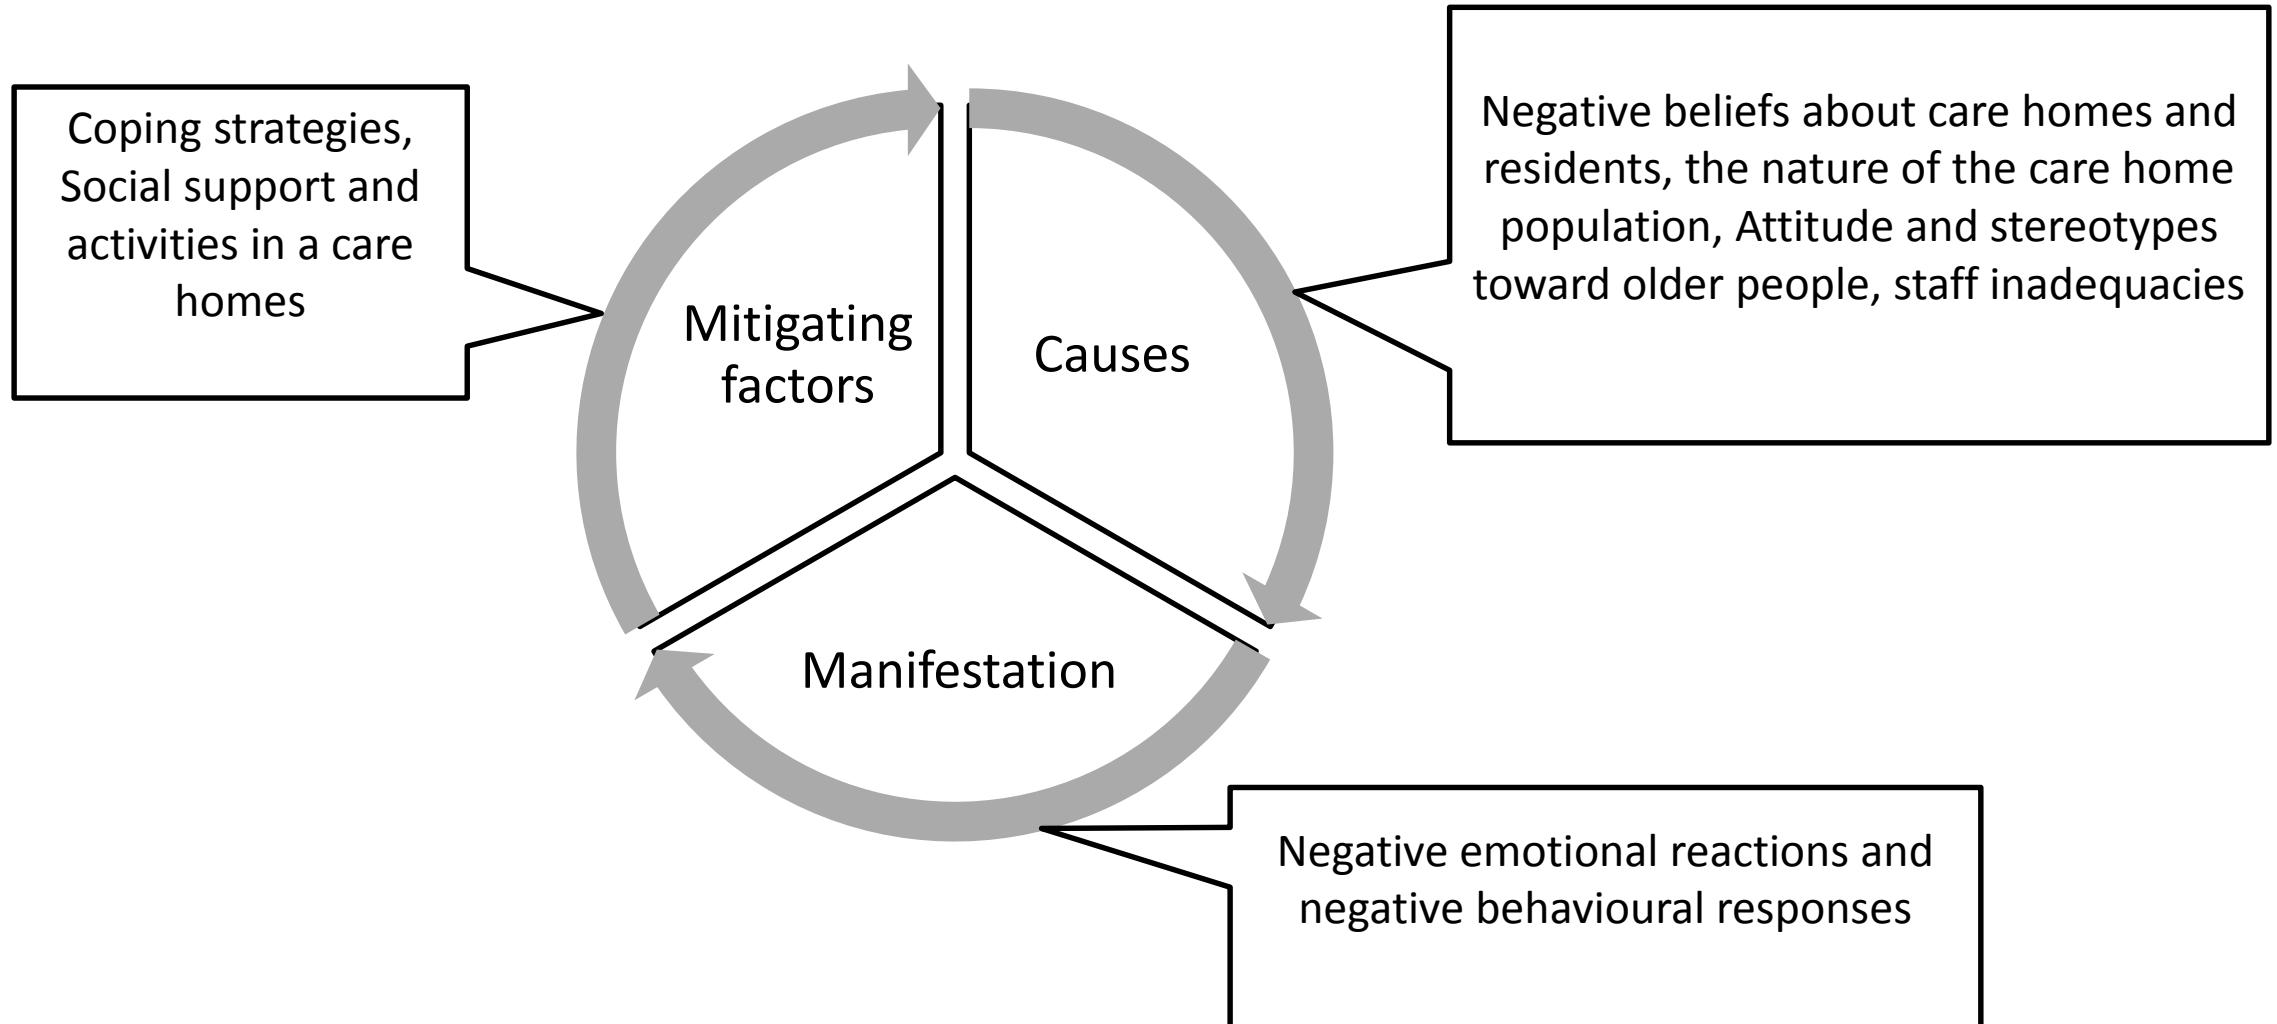 Coping strategies,
Social support and
activities in a care
homes
Mitigating
factors
Causes
Negative beliefs about care homes and
residents, the nature of the care home
population, Attitude and stereotypes
toward older people, staff inadequacies
Manifestation
Negative emotional reactions and
negative behavioural responses